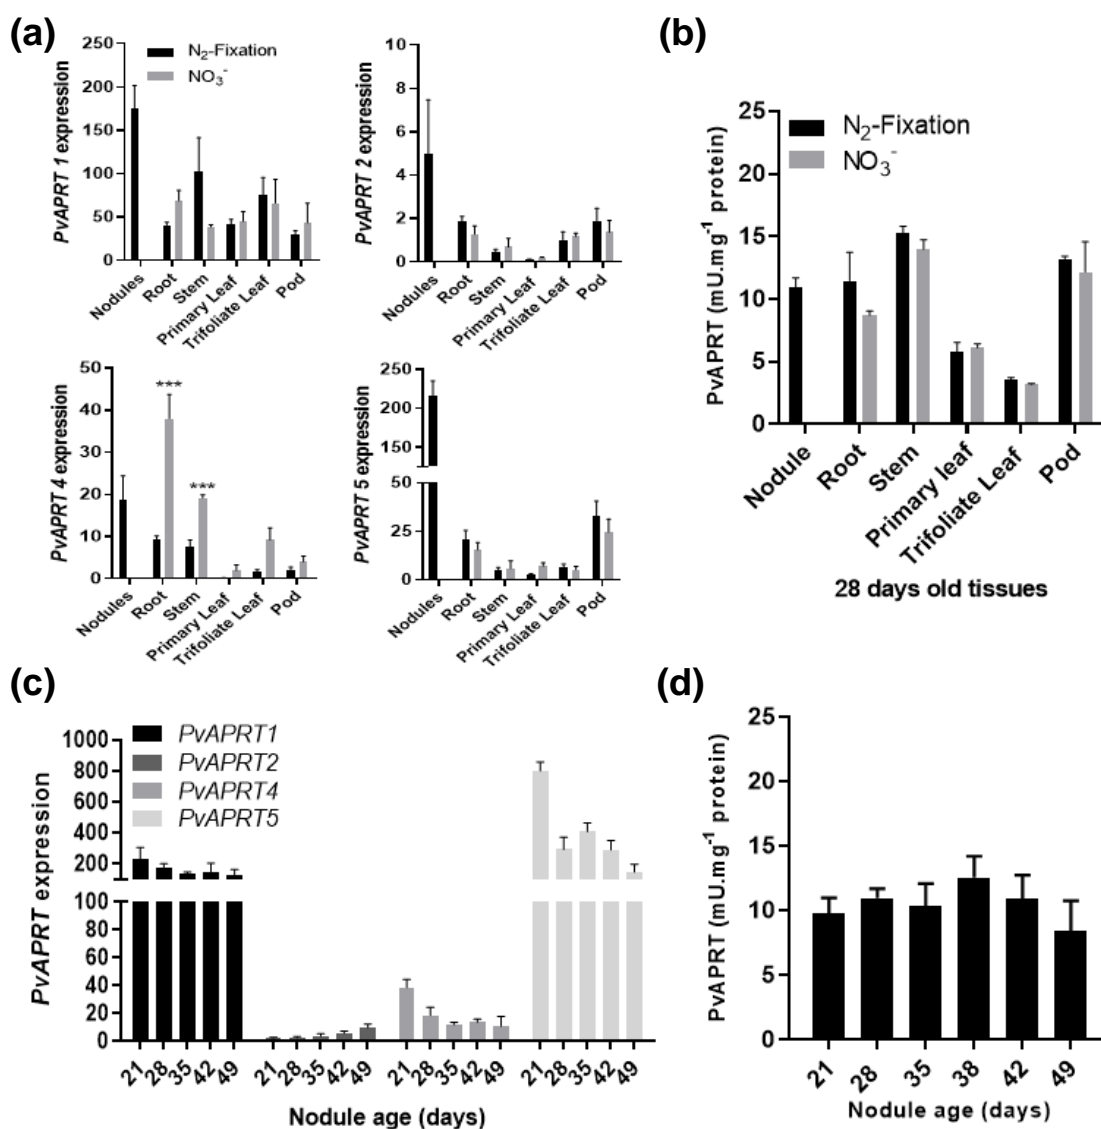 (a)
PvAPRT 1 expression
250
200
150
100
50
0
N₂-Fixation
NO₃⁻
Nodules
Root
Stem
Primary Leaf
Trifoliate Leaf
Pod
PvAPRT 2 expression
10
8
6
4
2
0
Nodules
Root
Stem
Primary Leaf
Trifoliate Leaf
Pod
PvAPRT 4 expression
50
40
30
20
10
0
***
***
Nodules
Root
Stem
Primary Leaf
Trifoliate Leaf
Pod
PvAPRT 5 expression
250
200
150
50
25
0
Nodules
Root
Stem
Primary Leaf
Trifoliate Leaf
Pod
(b)
PvAPRT (mU.mg⁻¹ protein)
25
20
15
10
5
0
N₂-Fixation
NO₃⁻
Nodule
Root
Stem
Primary leaf
Trifoliate Leaf
Pod
28 days old tissues
(c)
PvAPRT expression
1000
800
600
400
200
100
80
60
40
20
0
PvAPRT1
PvAPRT2
PvAPRT4
PvAPRT5
21 28 35 42 49 21 28 35 42 49 21 28 35 42 49 21 28 35 42 49
Nodule age (days)
(d)
PvAPRT (mU.mg⁻¹ protein)
25
20
15
10
5
0
21 28 35 38 42 49
Nodule age (days)